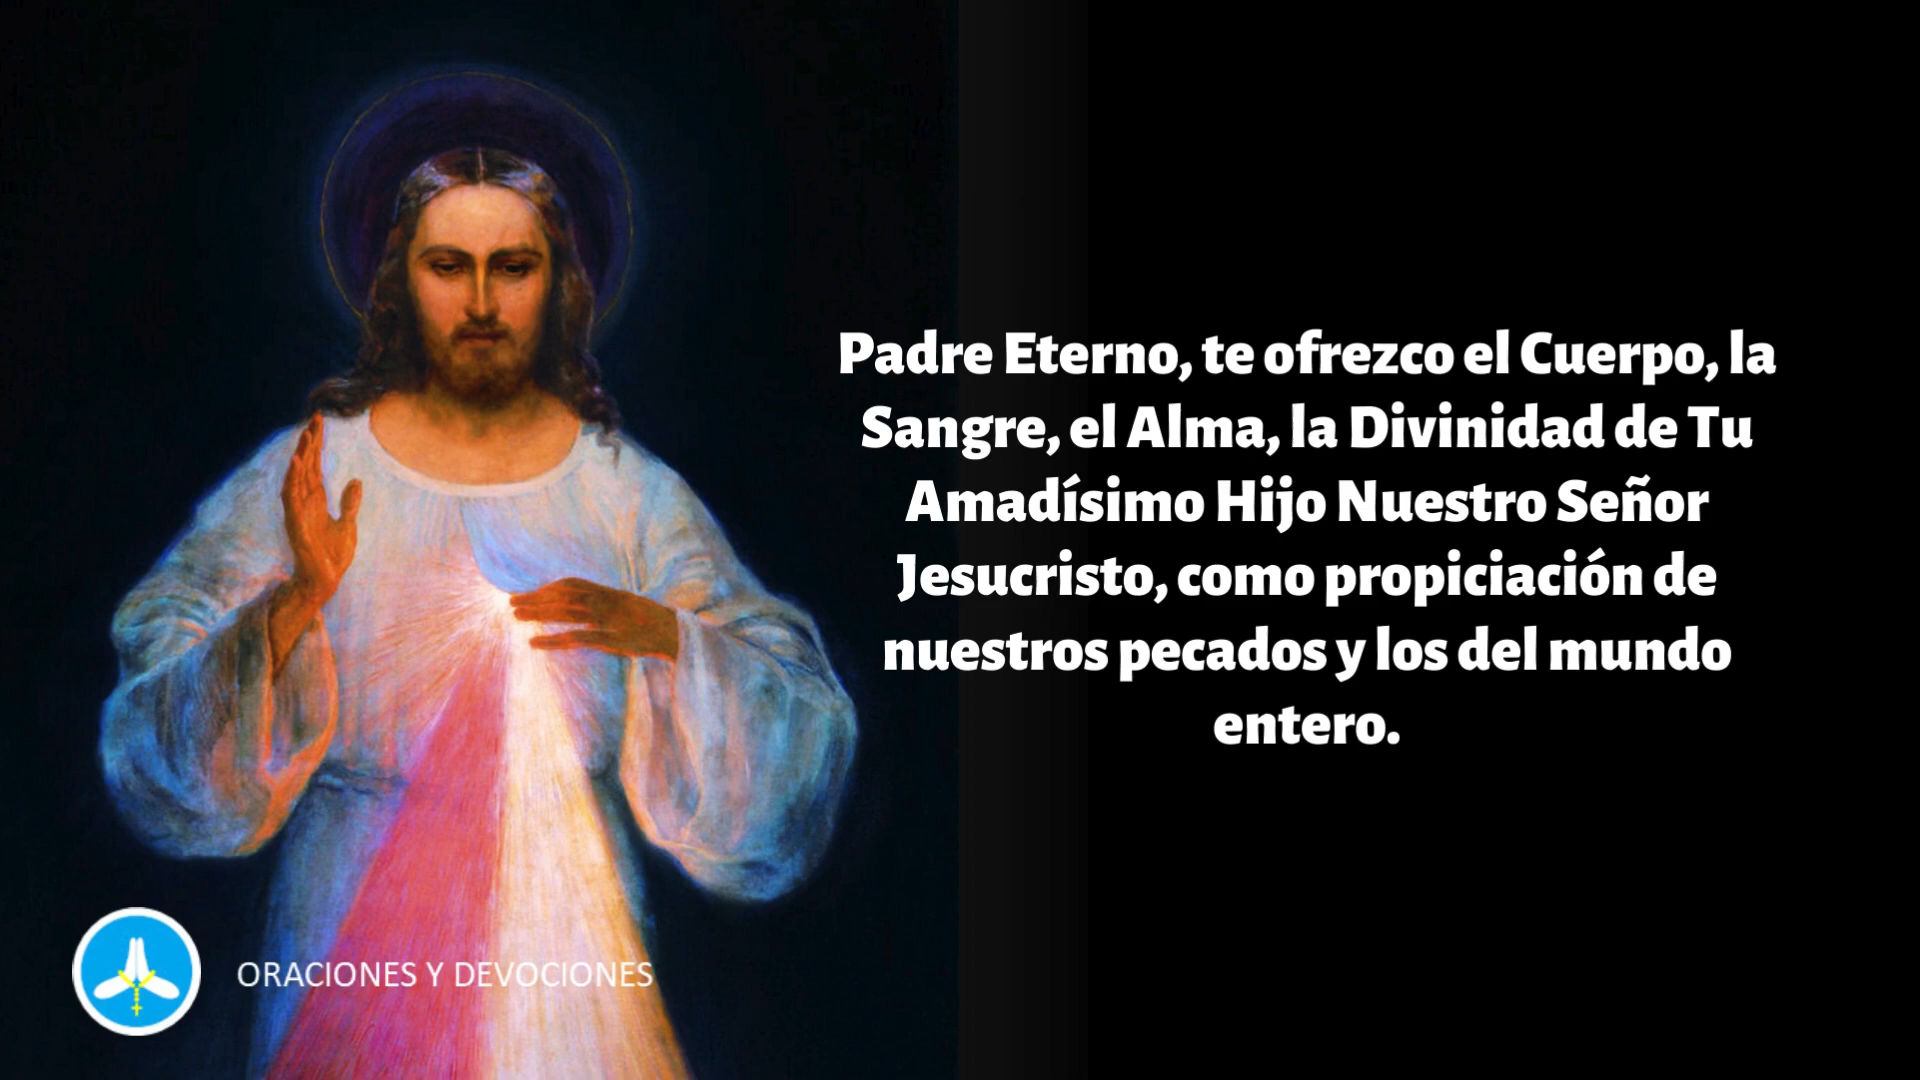 Padre Eterno, te ofrezco el Cuerpo, la
Sangre, el Alma, la Divinidad de Tu
Amadísimo Hijo Nuestro Señor
Jesucristo, como propiciación de
nuestros pecados y los del mundo
entero.
ORACIONES Y DEVOCIONES